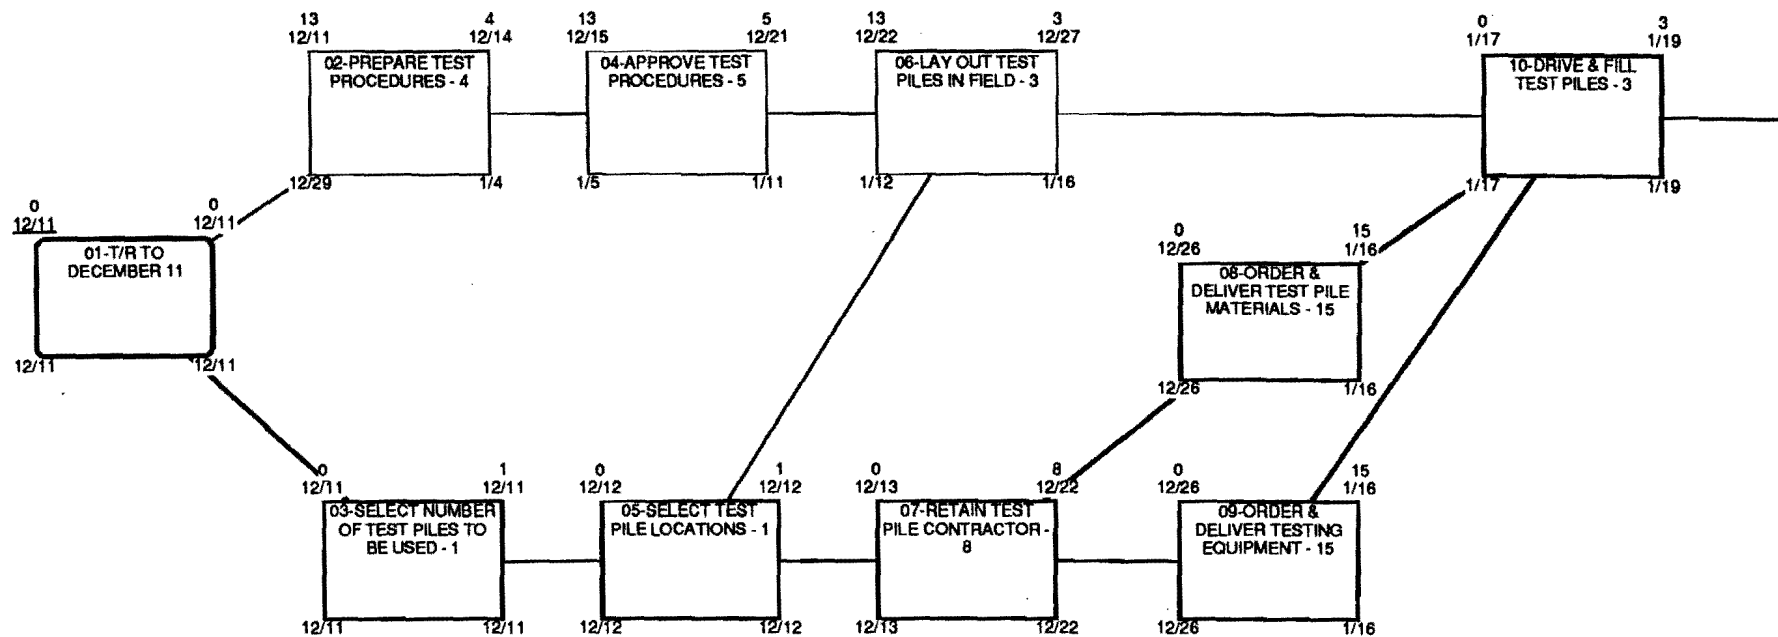 13 4 13 5 13 3 0 3
12/11 12/14 12/15 12/21 12/22 12/27 1/17 1/19
02-PREPARE TEST
PROCEDURES - 4
04-APPROVE TEST
PROCEDURES - 5
06-LAY OUT TEST
PILES IN FIELD - 3
10-DRIVE & FILL
TEST PILES - 3
12/29 1/4 1/5 1/11 1/12 1/16 1/17 1/19
0 0
12/11 12/11
01-T/R TO
DECEMBER 11
12/11 12/11
0 15
12/26 1/16
08-ORDER &
DELIVER TEST PILE
MATERIALS - 15
12/26 1/16
0 1 0 1 0 8 0 15
12/11 12/11 12/12 12/12 12/13 12/22 12/26 1/16
03-SELECT NUMBER
OF TEST PILES TO
BE USED - 1
05-SELECT TEST
PILE LOCATIONS - 1
07-RETAIN TEST
PILE CONTRACTOR -
8
09-ORDER &
DELIVER TESTING
EQUIPMENT - 15
12/11 12/11 12/12 12/12 12/13 12/22 12/26 1/16